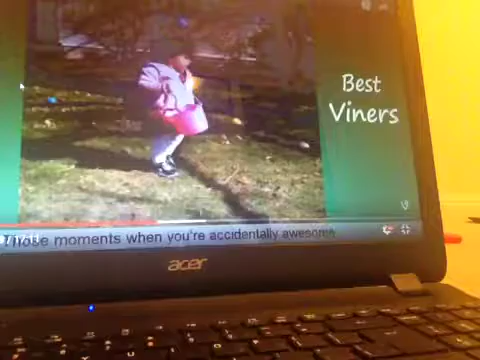 Best
Viners
Those moments when you're accidentally awesome
acer